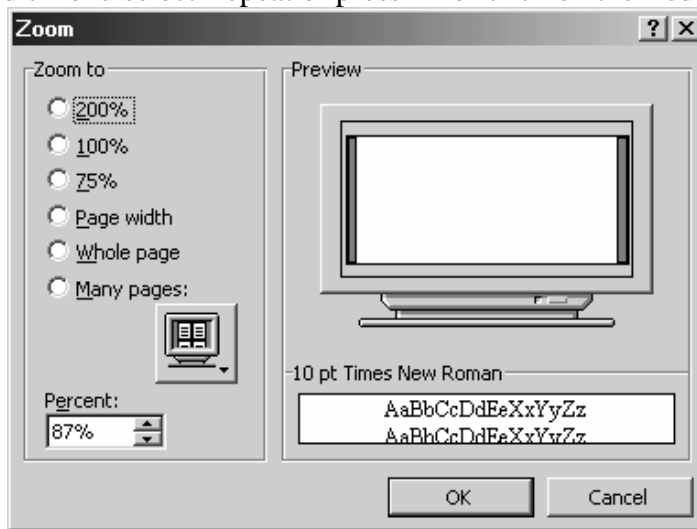 Zoom
Zoom to
200%
100%
75%
Page width
Whole page
Many pages:
Percent:
87%
Preview
10 pt Times New Roman
AaBbCcDdEeXxYyZz
AaBbCcDdEeXxYyZz
OK
Cancel